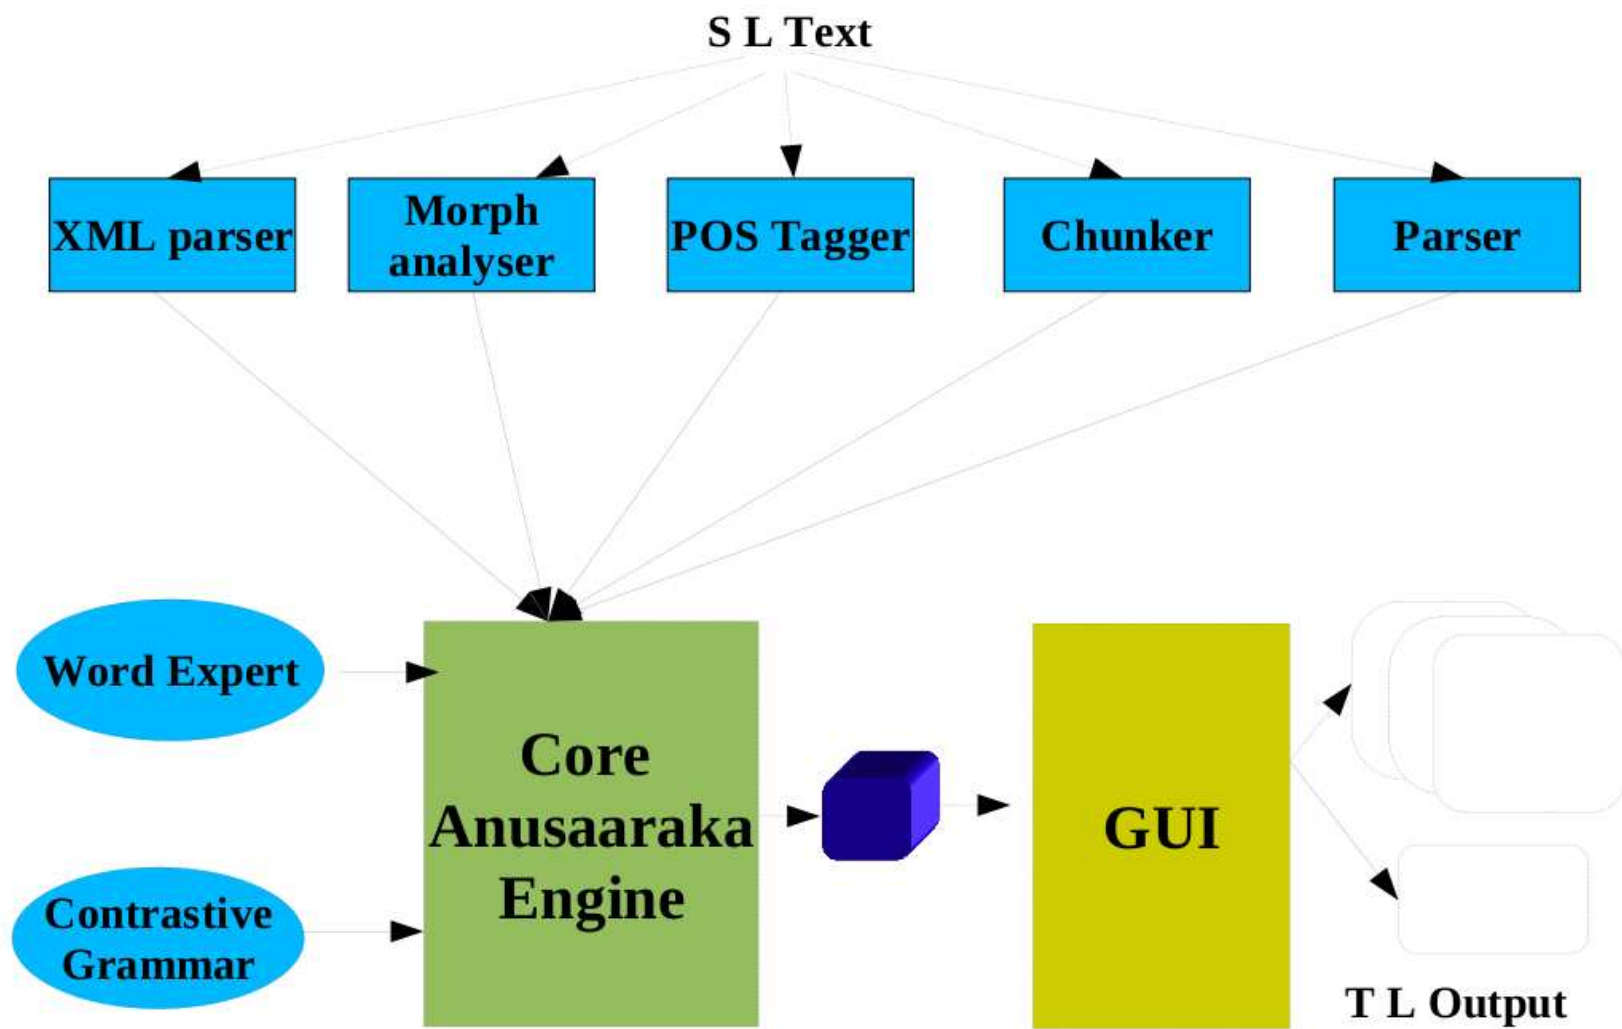 S L Text
XML parser
Morph
analyser
POS Tagger
Chunker
Parser
Word Expert
Contrastive
Grammar
Core
Anusaaraka
Engine
GUI
T L Output